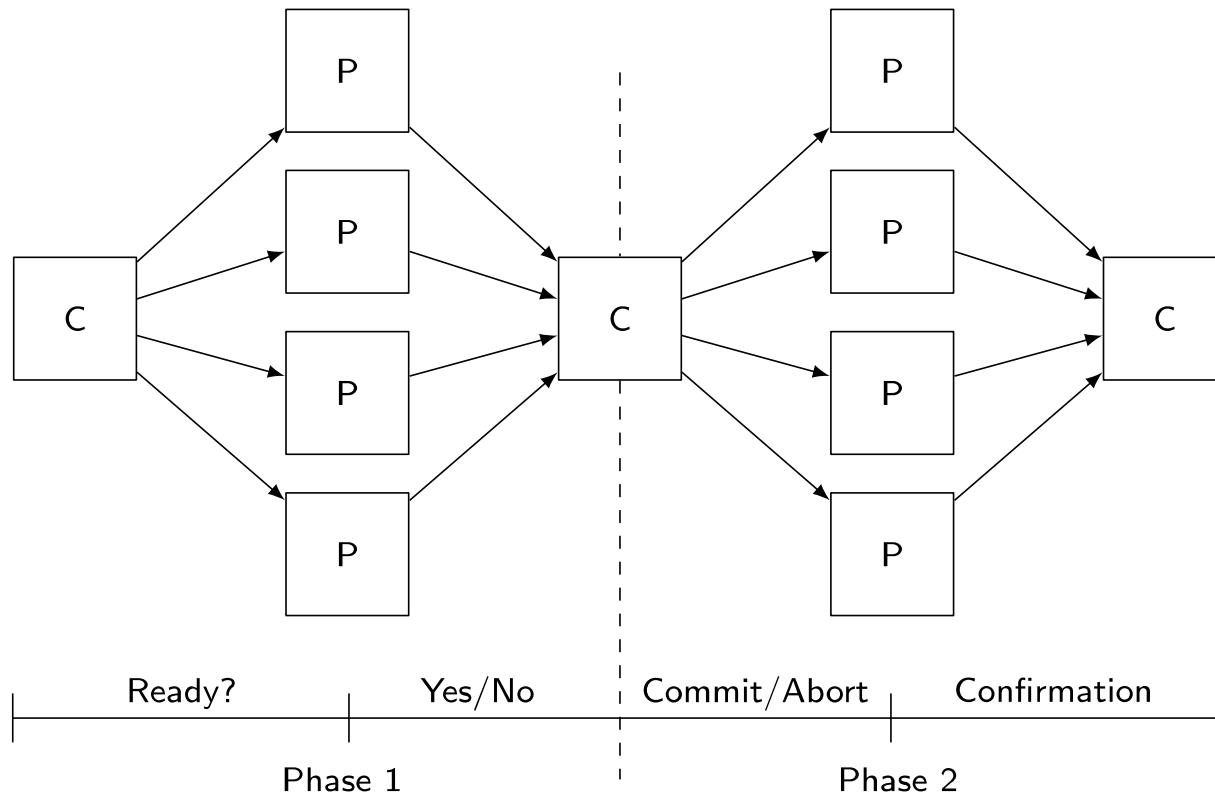 P P
P P
C C C
P P
P P
Ready? Yes/No Commit/Abort Confirmation
Phase 1 Phase 2